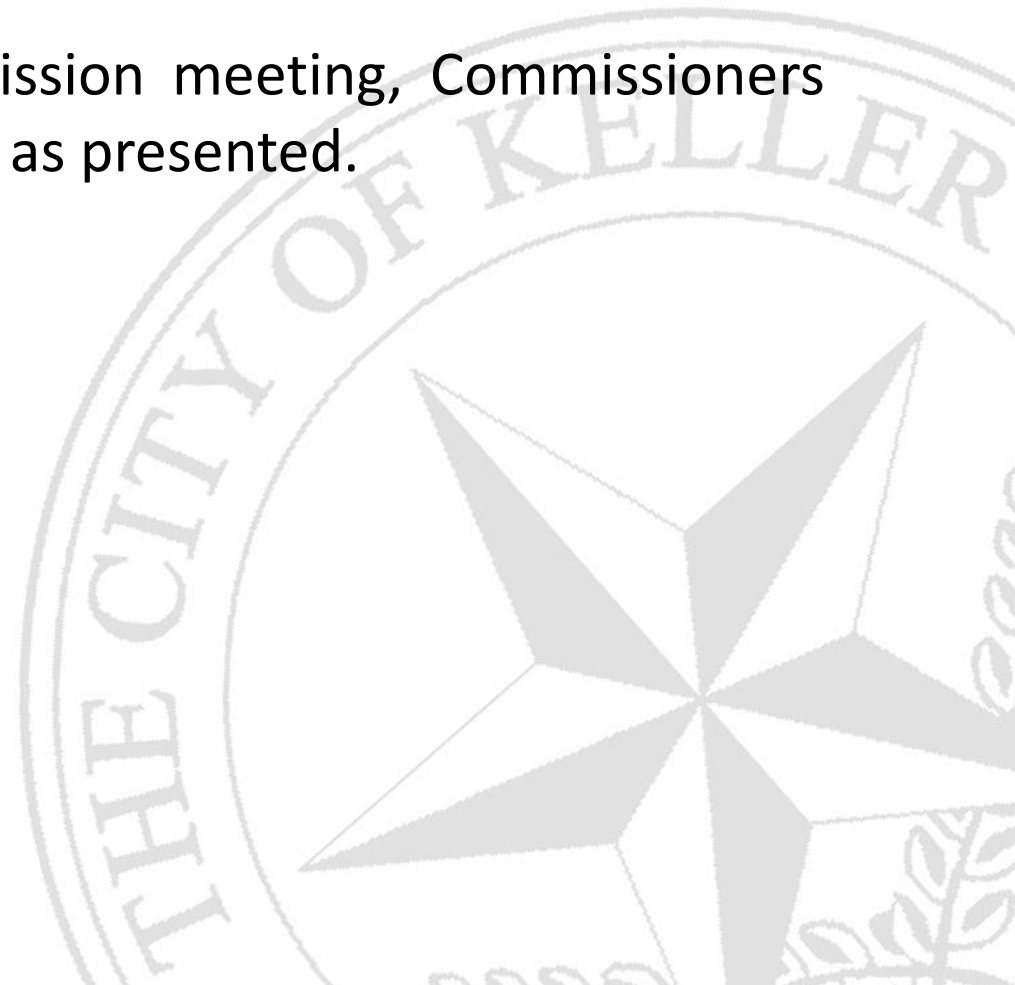 ission meeting, Commissioners
as presented.
THE CITY OF KELLER